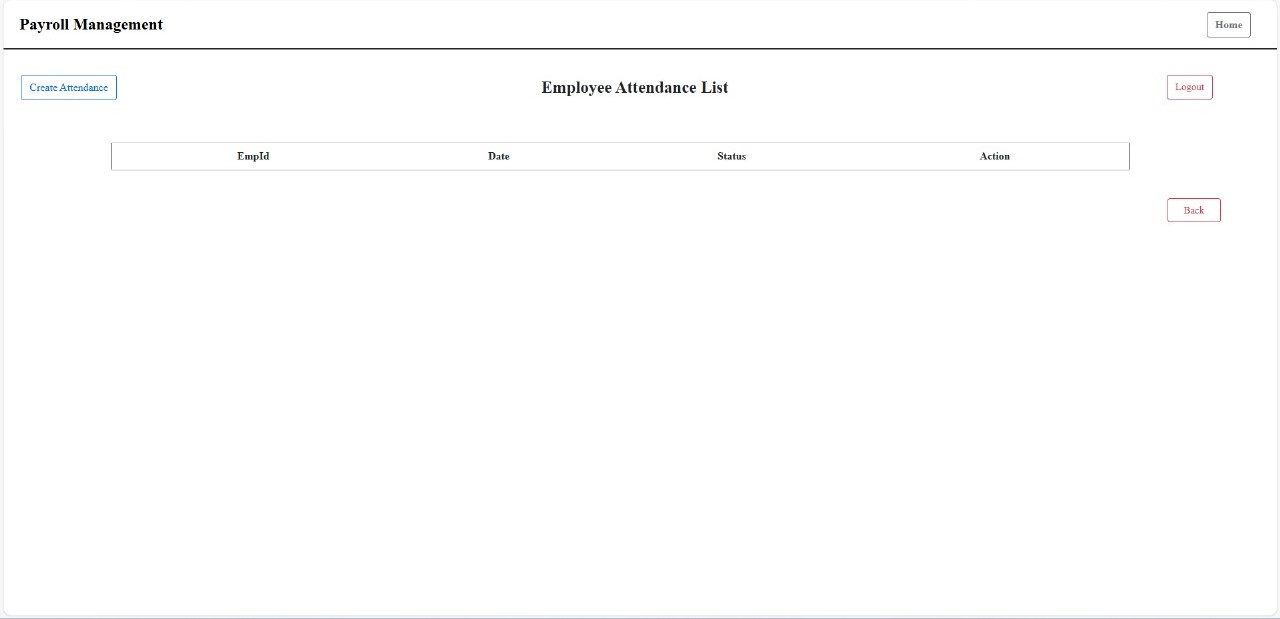 Payroll Management
Home
Create Attendance
Employee Attendance List
Logout
EmpId Date Status Action
Back